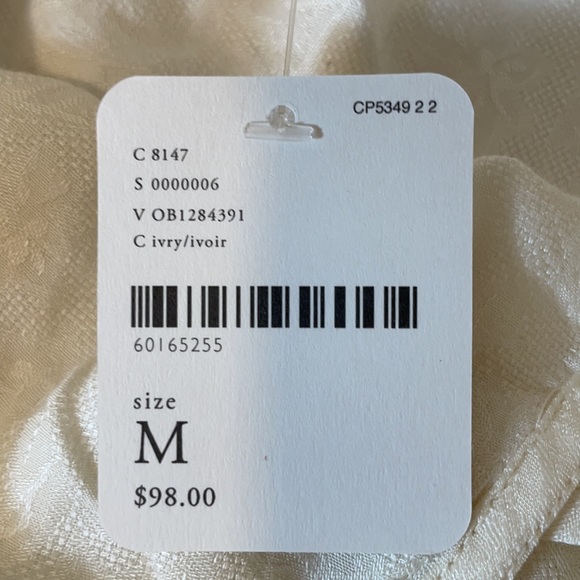 CP5349 2 2
C 8147
S 0000006
V OB1284391
C ivry/ivoir
60165255
size
M
$98.00